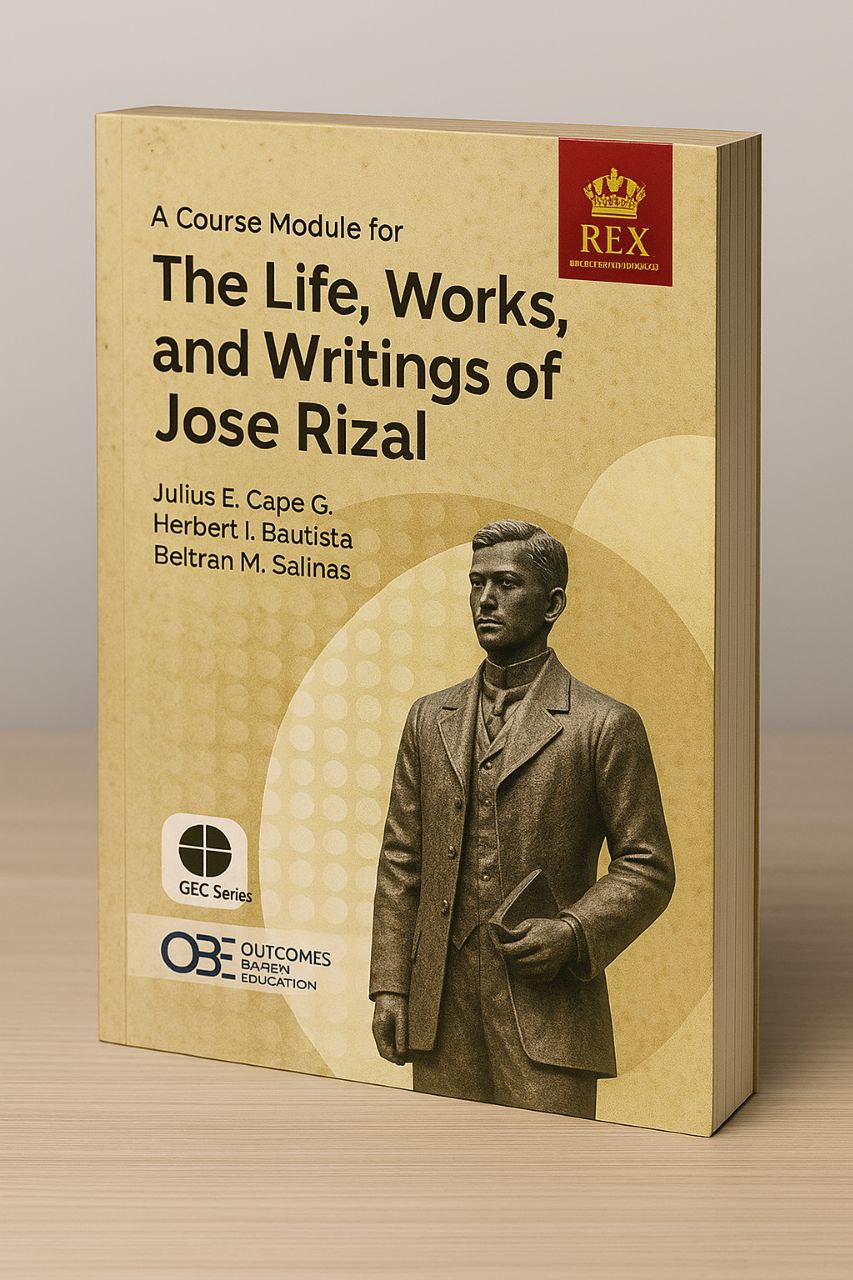 REX
A Course Module for
The Life, Works,
and Writings of
Jose Rizal
Julius E. Cape G.
Herbert I. Bautista
Beltran M. Salinas
GEC Series
OBE OUTCOMES
EDUCATION